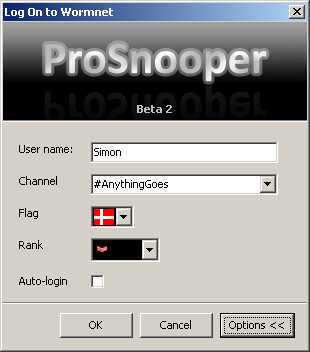 Log On to Wormnet
ProSnooper
Beta 2
User name:
Simon
Channel
#AnythingGoes
Flag
Rank
Auto-login
OK
Cancel
Options <<